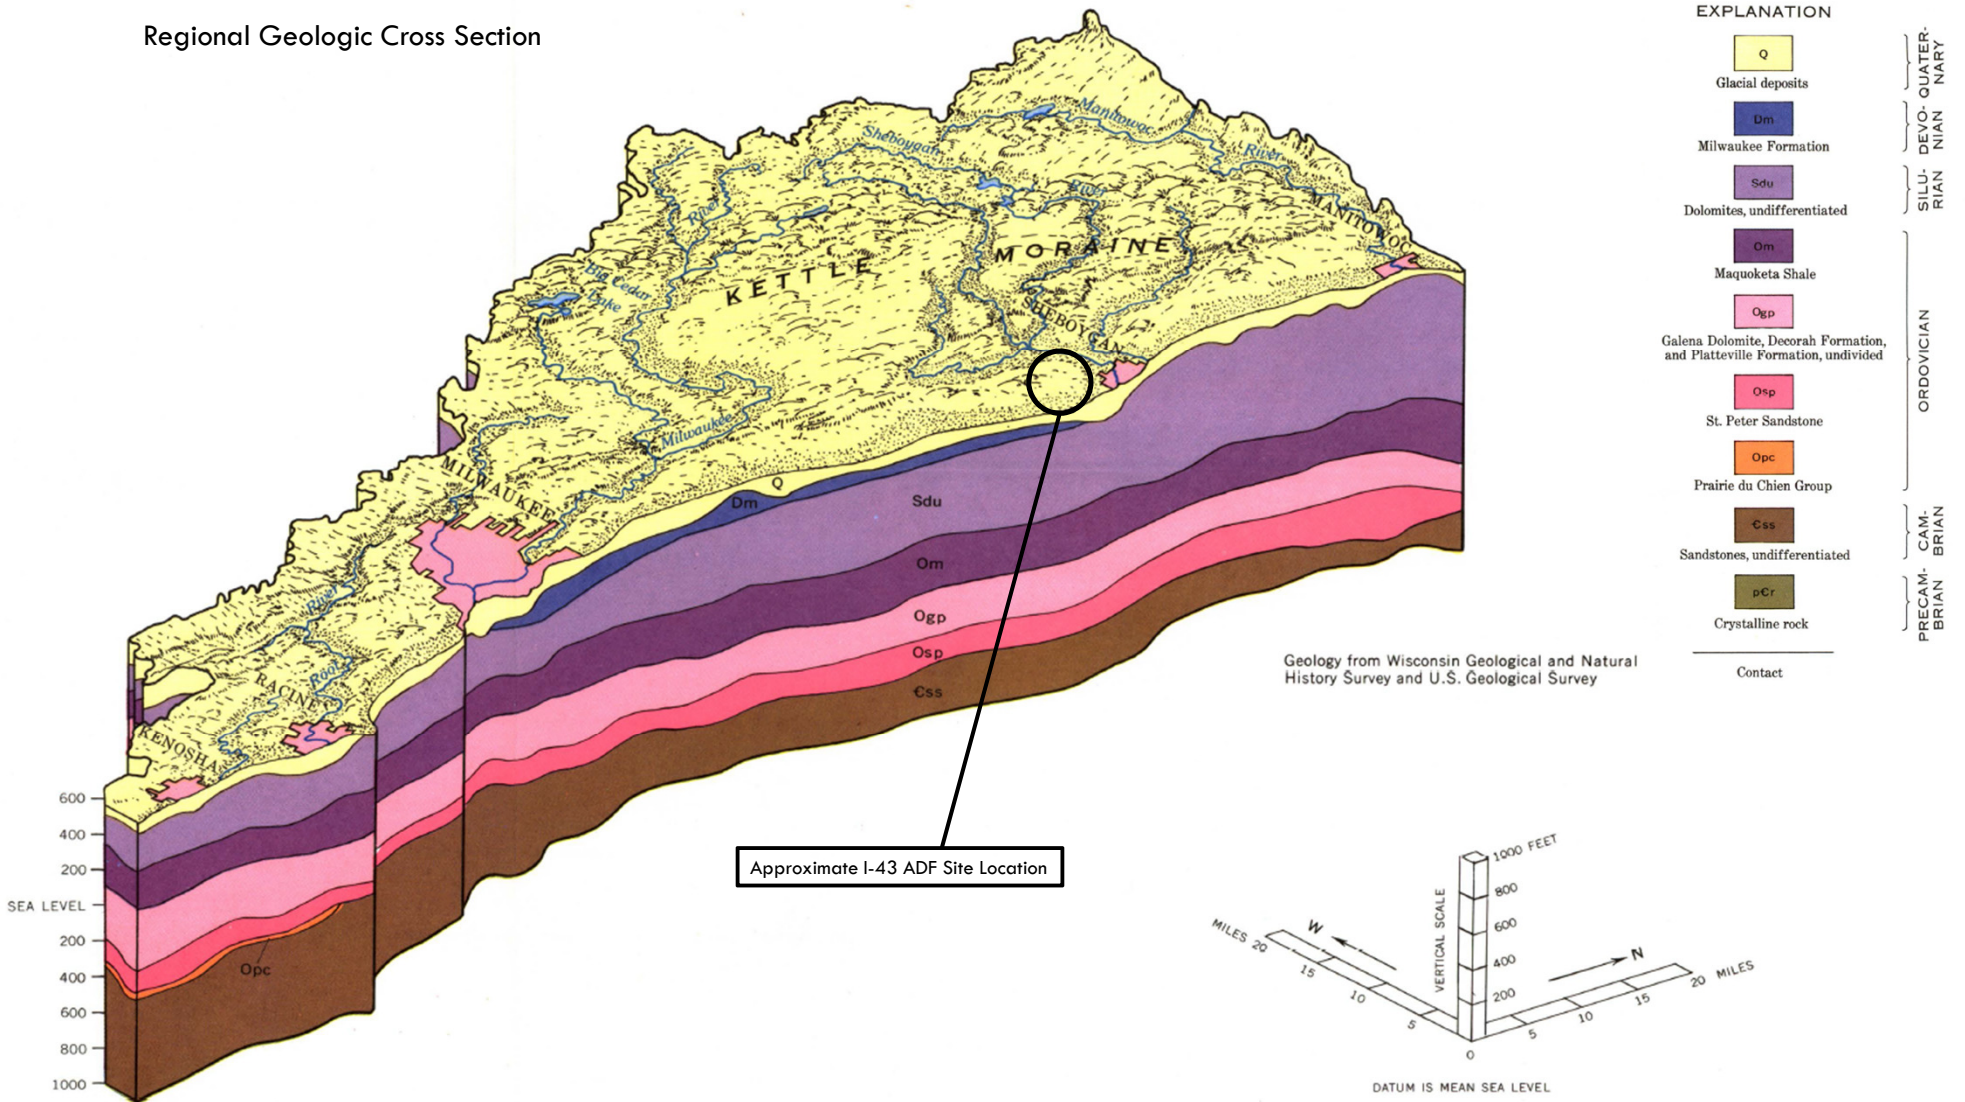 Regional Geologic Cross Section
EXPLANATION
Q
Glacial deposits
QUATER-
NARY
Dm
Milwaukee Formation
DEVO-
NIAN
Sdu
Dolomites, undifferentiated
SILU-
RIAN
Om
Maquoketa Shale
Ogp
Galena Dolomite, Decorah Formation,
and Platteville Formation, undivided
Osp
St. Peter Sandstone
Opc
Prairie du Chien Group
ORDOVICIAN
Єss
Sandstones, undifferentiated
CAM-
BRIAN
pЄr
Crystalline rock
PRECAM-
BRIAN
Contact
Manitowoc
River
Sheboygan
River
MANITOWOC
River
KETTLE MORAINE
Big Cedar
Lake
SHEBOYGAN
Milwaukee
MILWAUKEE
Q
Dm
Sdu
Om
Ogp
Osp
Єss
River
Root
RACINE
KENOSHA
600
400
200
SEA LEVEL
200
400
600
800
1000
Opc
Approximate I-43 ADF Site Location
Geology from Wisconsin Geological and Natural
History Survey and U.S. Geological Survey
1000 FEET
800
600
400
200
VERTICAL SCALE
W
MILES 20
15
10
5
0
N
5
10
15
20 MILES
DATUM IS MEAN SEA LEVEL